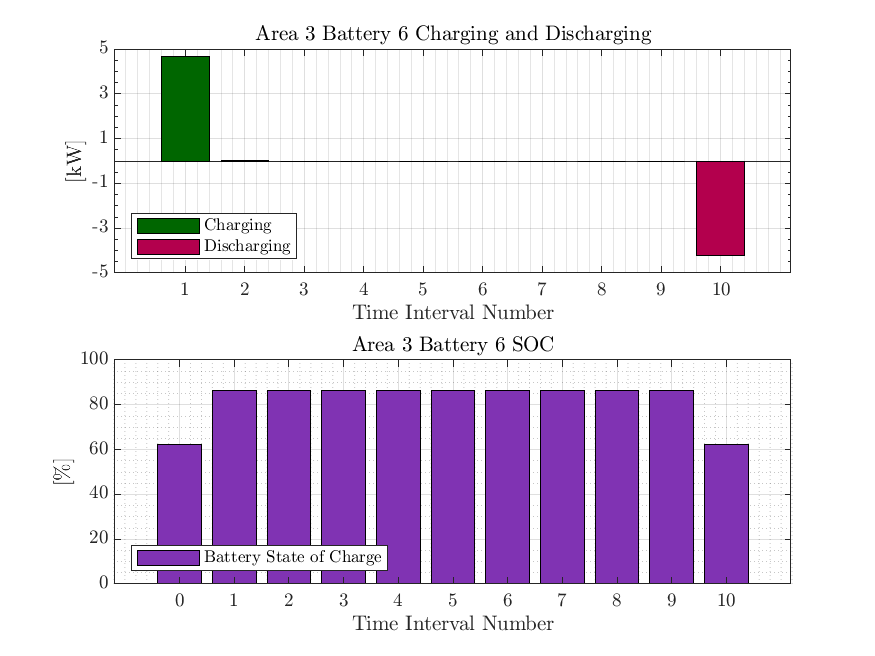 Area 3 Battery 6 Charging and Discharging
5
3
1
-1
-3
-5
[kW]
Charging
Discharging
1 2 3 4 5 6 7 8 9 10
Time Interval Number
Area 3 Battery 6 SOC
100
80
60
40
20
0
[%]
Battery State of Charge
0 1 2 3 4 5 6 7 8 9 10
Time Interval Number